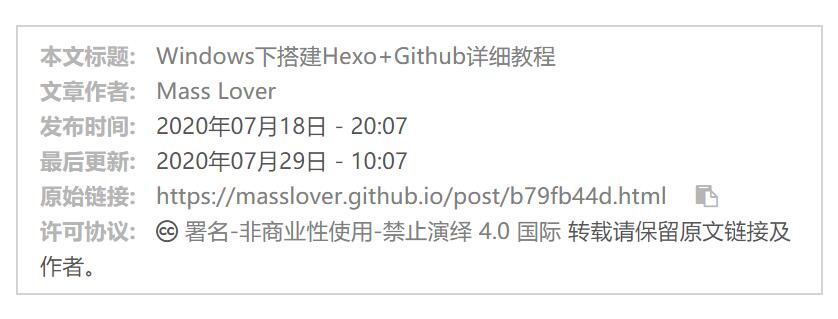 本文标题: Windows下搭建Hexo+Github详细教程
文章作者: Mass Lover
发布时间: 2020年07月18日 - 20:07
最后更新: 2020年07月29日 - 10:07
原始链接: https://masslover.github.io/post/b79fb44d.html
许可协议: 署名-非商业性使用-禁止演绎 4.0 国际 转载请保留原文链接及
作者。